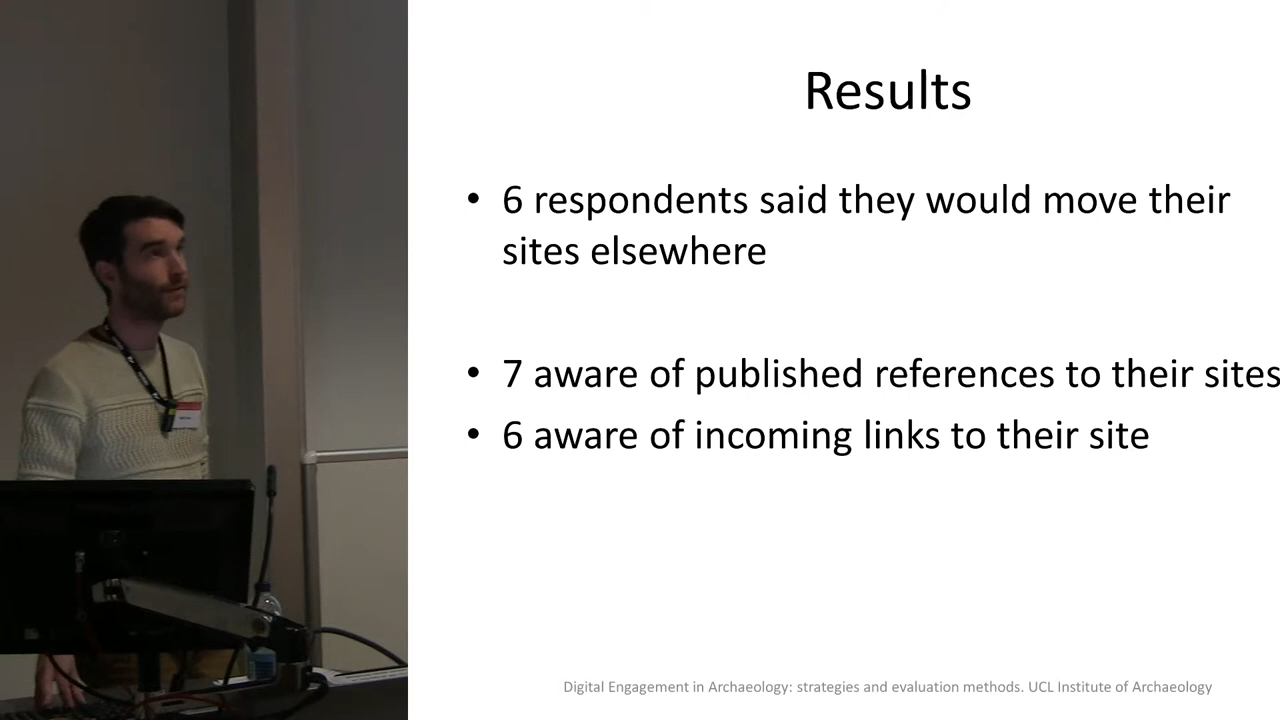 Results
• 6 respondents said they would move their
sites elsewhere
• 7 aware of published references to their sites
• 6 aware of incoming links to their site
Digital Engagement in Archaeology: strategies and evaluation methods. UCL Institute of Archaeology